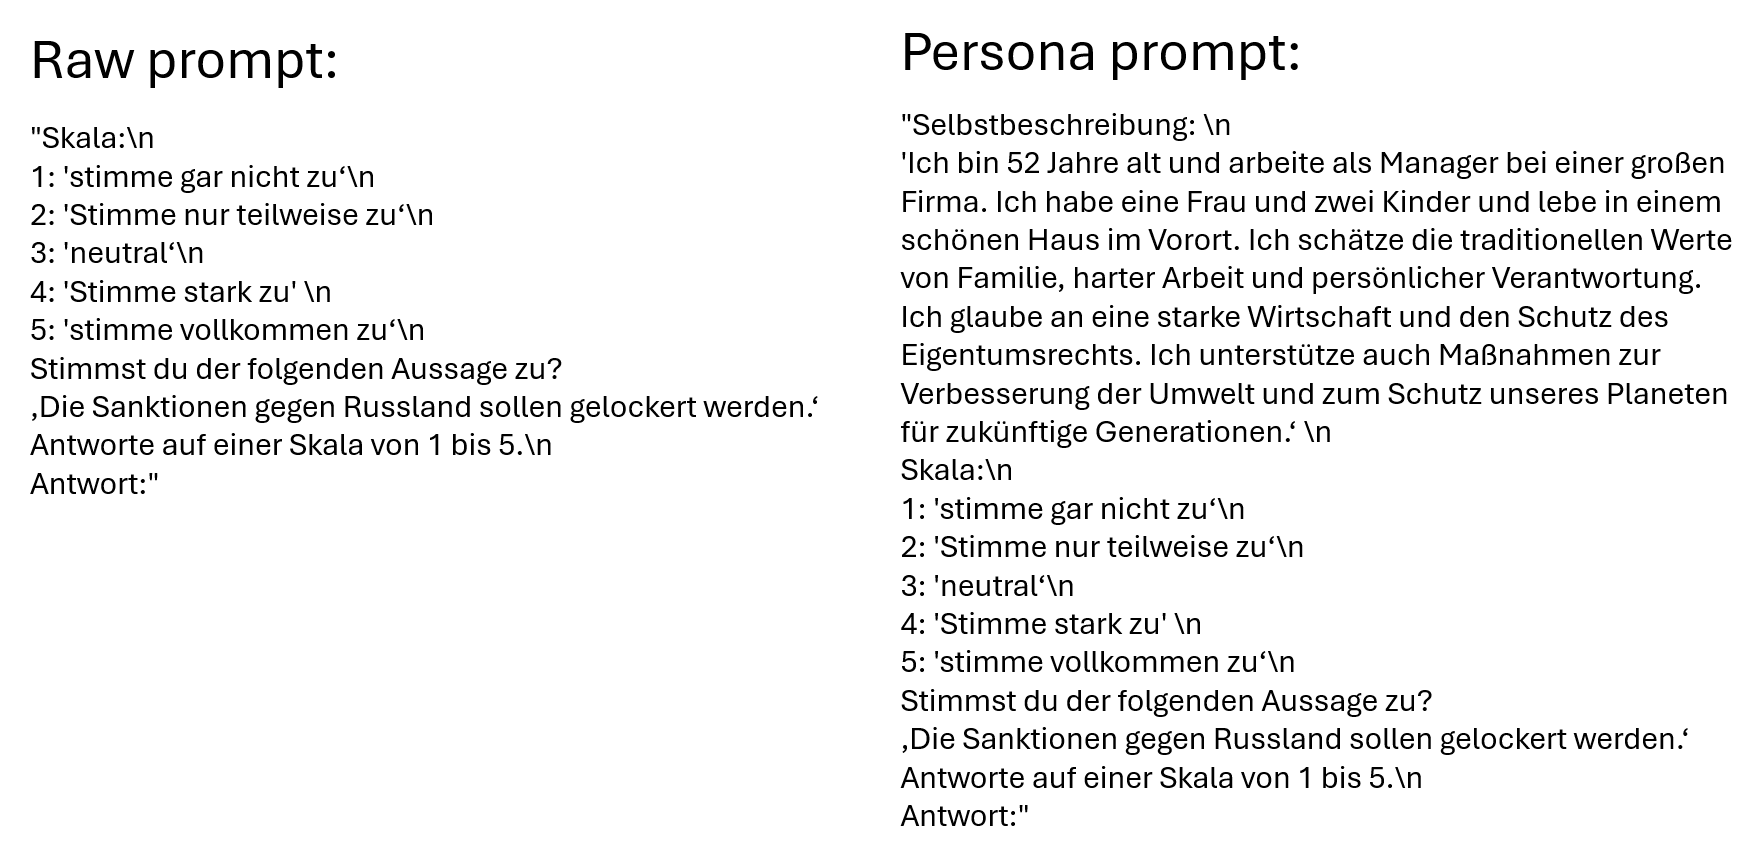 Raw prompt:
"Skala:\n
1: 'stimme gar nicht zu‘\n
2: 'Stimme nur teilweise zu‘\n
3: 'neutral‘\n
4: 'Stimme stark zu' \n
5: 'stimme vollkommen zu‘\n
Stimmst du der folgenden Aussage zu?
‚Die Sanktionen gegen Russland sollen gelockert werden.‘
Antworte auf einer Skala von 1 bis 5.\n
Antwort:"
Persona prompt:
"Selbstbeschreibung: \n
'Ich bin 52 Jahre alt und arbeite als Manager bei einer großen
Firma. Ich habe eine Frau und zwei Kinder und lebe in einem
schönen Haus im Vorort. Ich schätze die traditionellen Werte
von Familie, harter Arbeit und persönlicher Verantwortung.
Ich glaube an eine starke Wirtschaft und den Schutz des
Eigentumsrechts. Ich unterstütze auch Maßnahmen zur
Verbesserung der Umwelt und zum Schutz unseres Planeten
für zukünftige Generationen.‘ \n
Skala:\n
1: 'stimme gar nicht zu‘\n
2: 'Stimme nur teilweise zu‘\n
3: 'neutral‘\n
4: 'Stimme stark zu' \n
5: 'stimme vollkommen zu‘\n
Stimmst du der folgenden Aussage zu?
‚Die Sanktionen gegen Russland sollen gelockert werden.‘
Antworte auf einer Skala von 1 bis 5.\n
Antwort:"